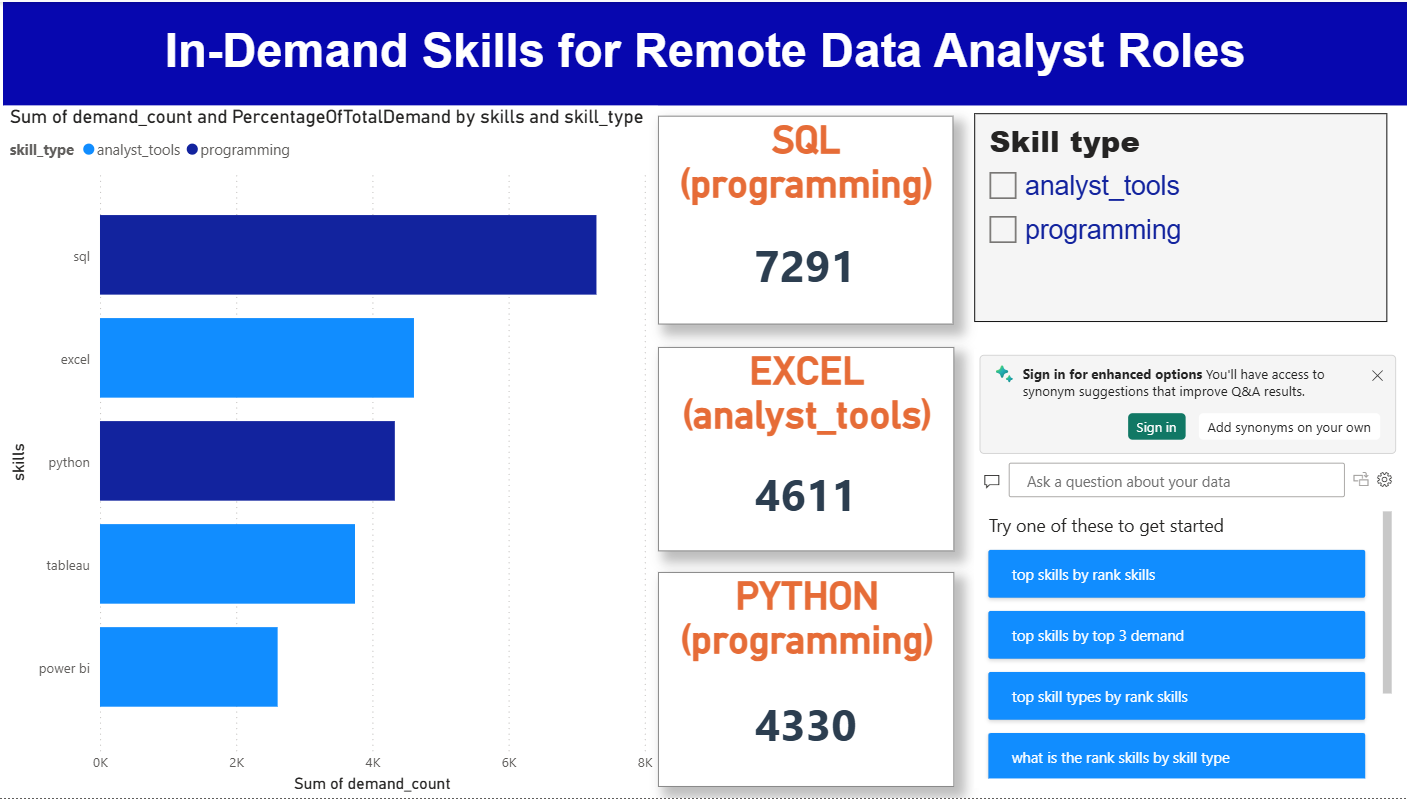 In-Demand Skills for Remote Data Analyst Roles
Sum of demand_count and PercentageOfTotalDemand by skills and skill_type
skill_type analyst_tools programming
skills
sql
excel
python
tableau
power bi
0K 2K 4K 6K 8K
Sum of demand_count
SQL
(programming)
7291
EXCEL
(analyst_tools)
4611
PYTHON
(programming)
4330
Skill type
analyst_tools
programming
Sign in for enhanced options You'll have access to
synonym suggestions that improve Q&A results.
Sign in Add synonyms on your own
Ask a question about your data
Try one of these to get started
top skills by rank skills
top skills by top 3 demand
top skill types by rank skills
what is the rank skills by skill type